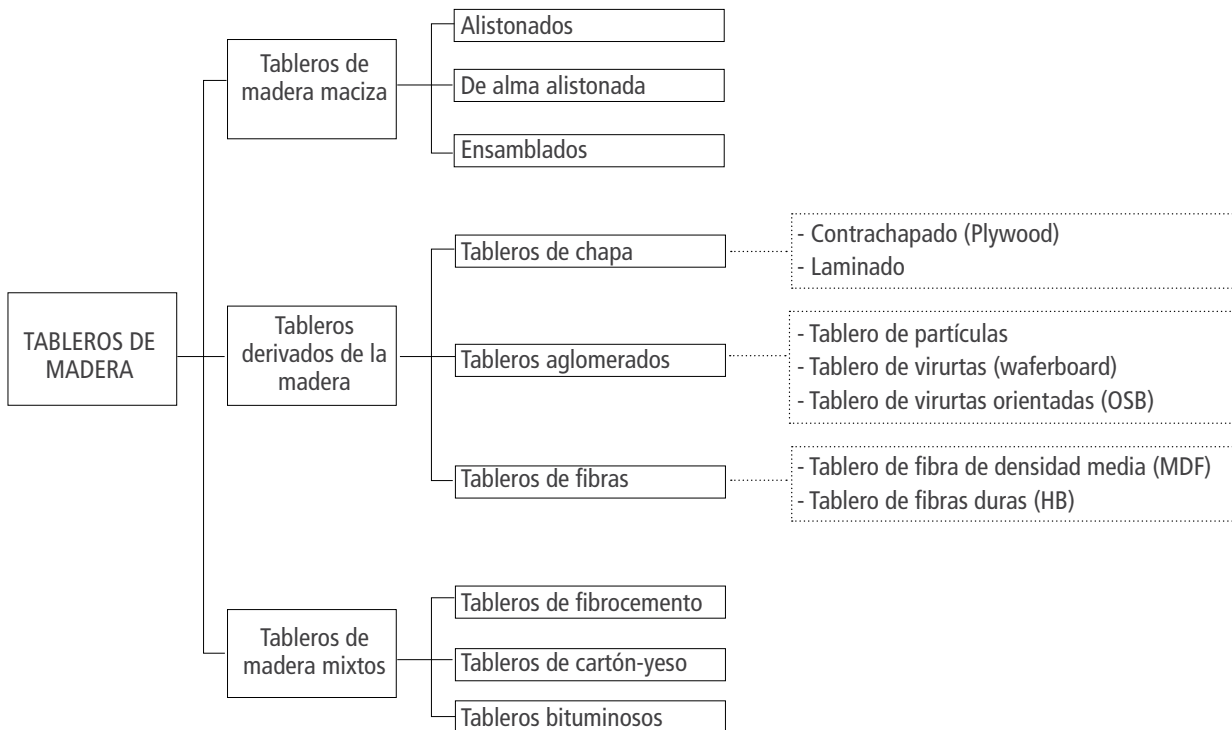 TABLEROS DE
MADERA
Tableros de
madera maciza
Alistonados
De alma alistonada
Ensamblados
Tableros
derivados de la
madera
Tableros de chapa
- Contrachapado (Plywood)
- Laminado
Tableros aglomerados
- Tablero de partículas
- Tablero de virurtas (waferboard)
- Tablero de virurtas orientadas (OSB)
Tableros de fibras
- Tablero de fibra de densidad media (MDF)
- Tablero de fibras duras (HB)
Tableros de
madera mixtos
Tableros de fibrocemento
Tableros de cartón-yeso
Tableros bituminosos